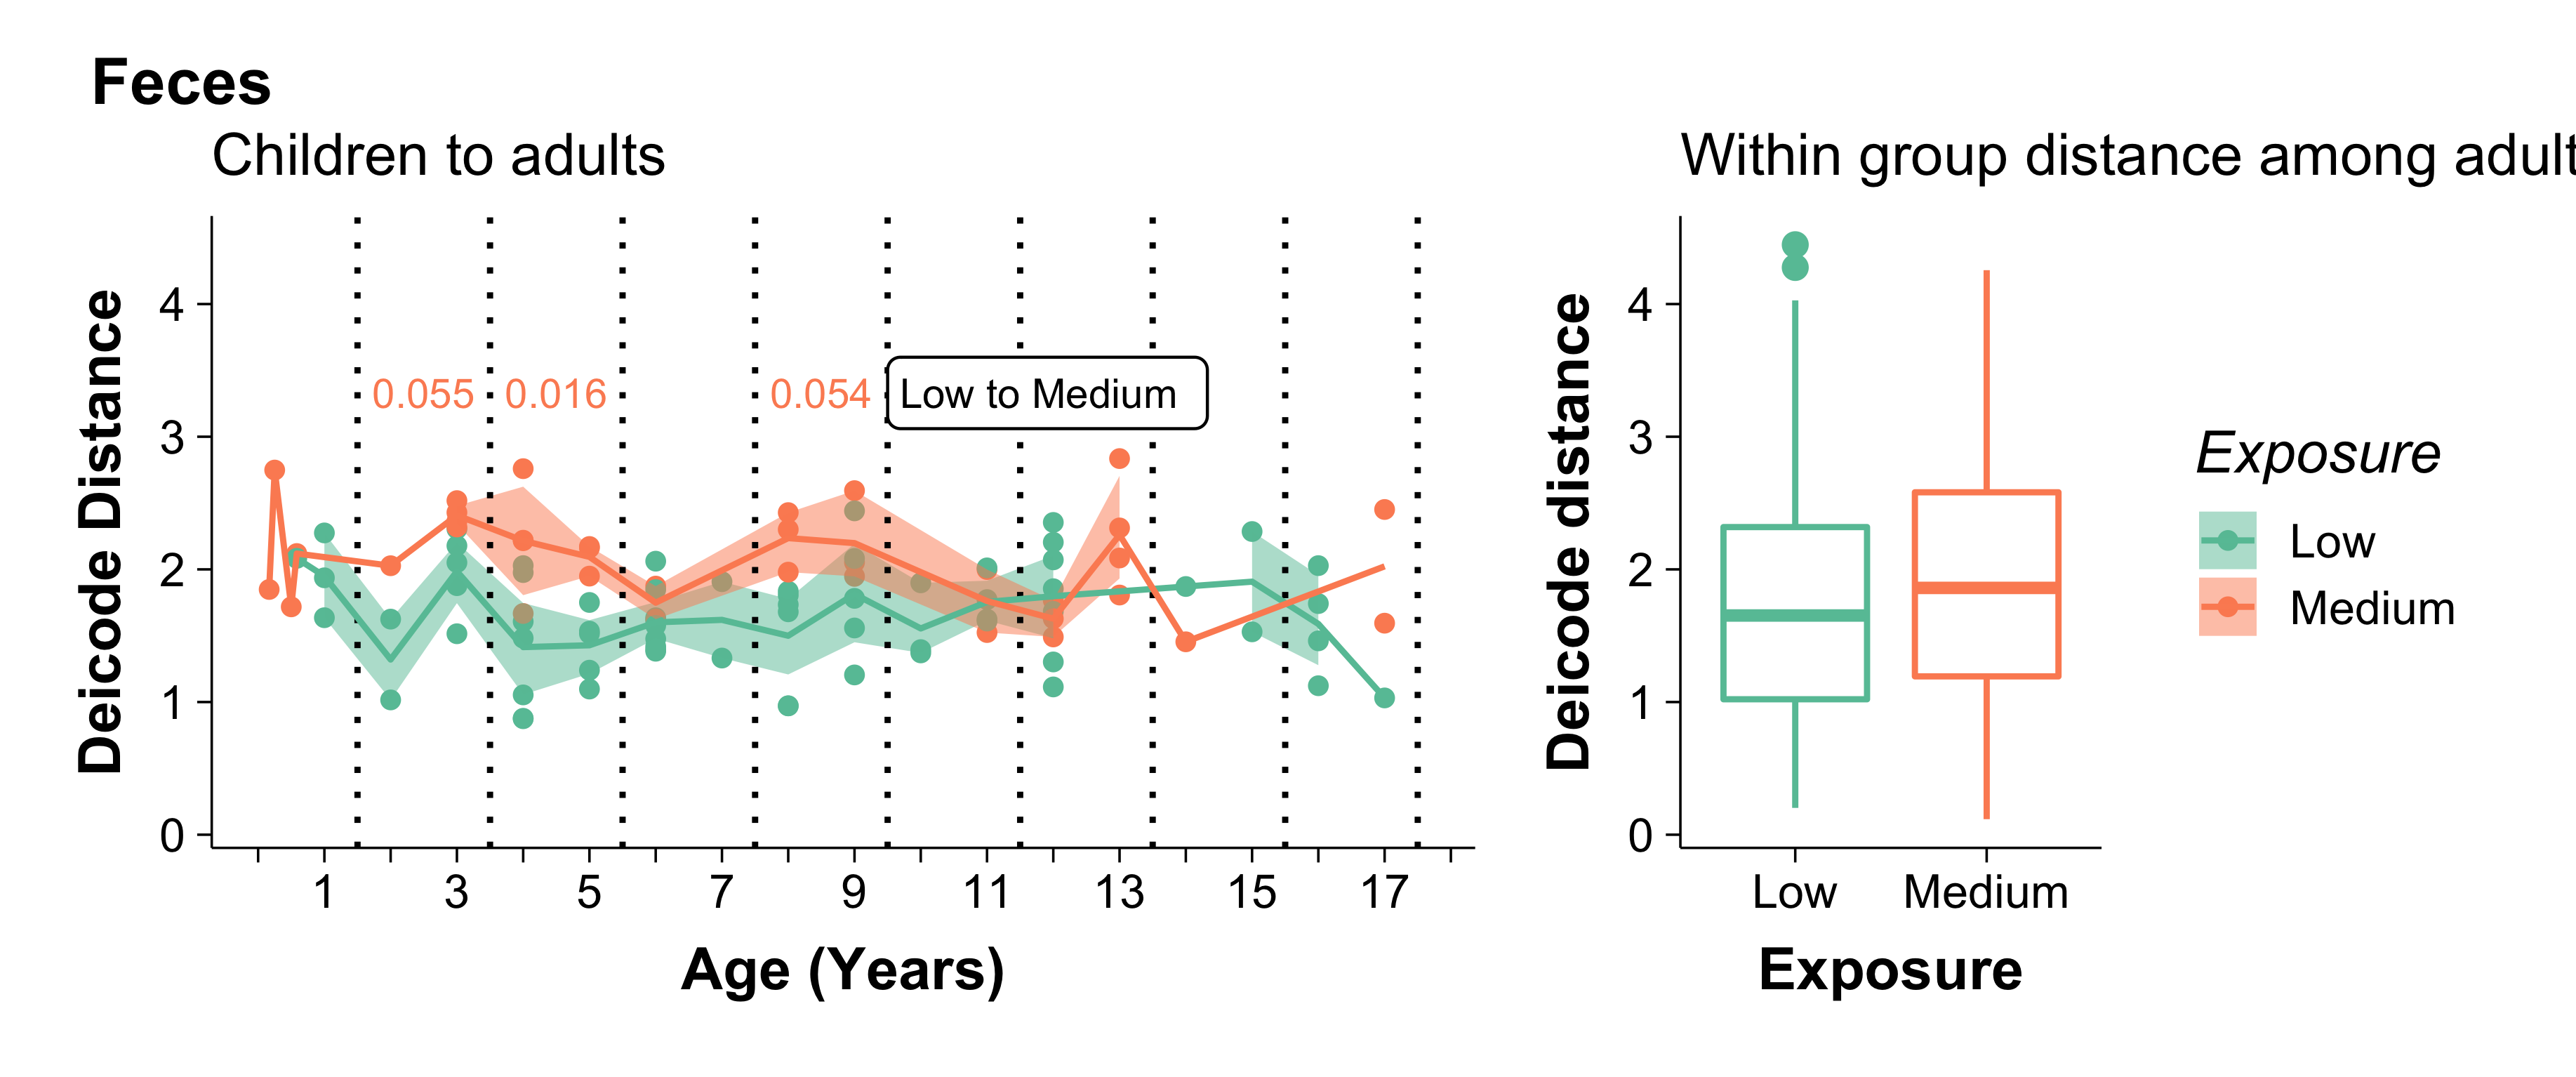 Feces
Children to adults
Deicode Distance
4
3
2
1
0
0.055 0.016 0.054 Low to Medium
1 3 5 7 9 11 13 15 17
Age (Years)
Within group distance among adult
Deicode distance
4
3
2
1
0
Low Medium
Exposure
Exposure
Low
Medium